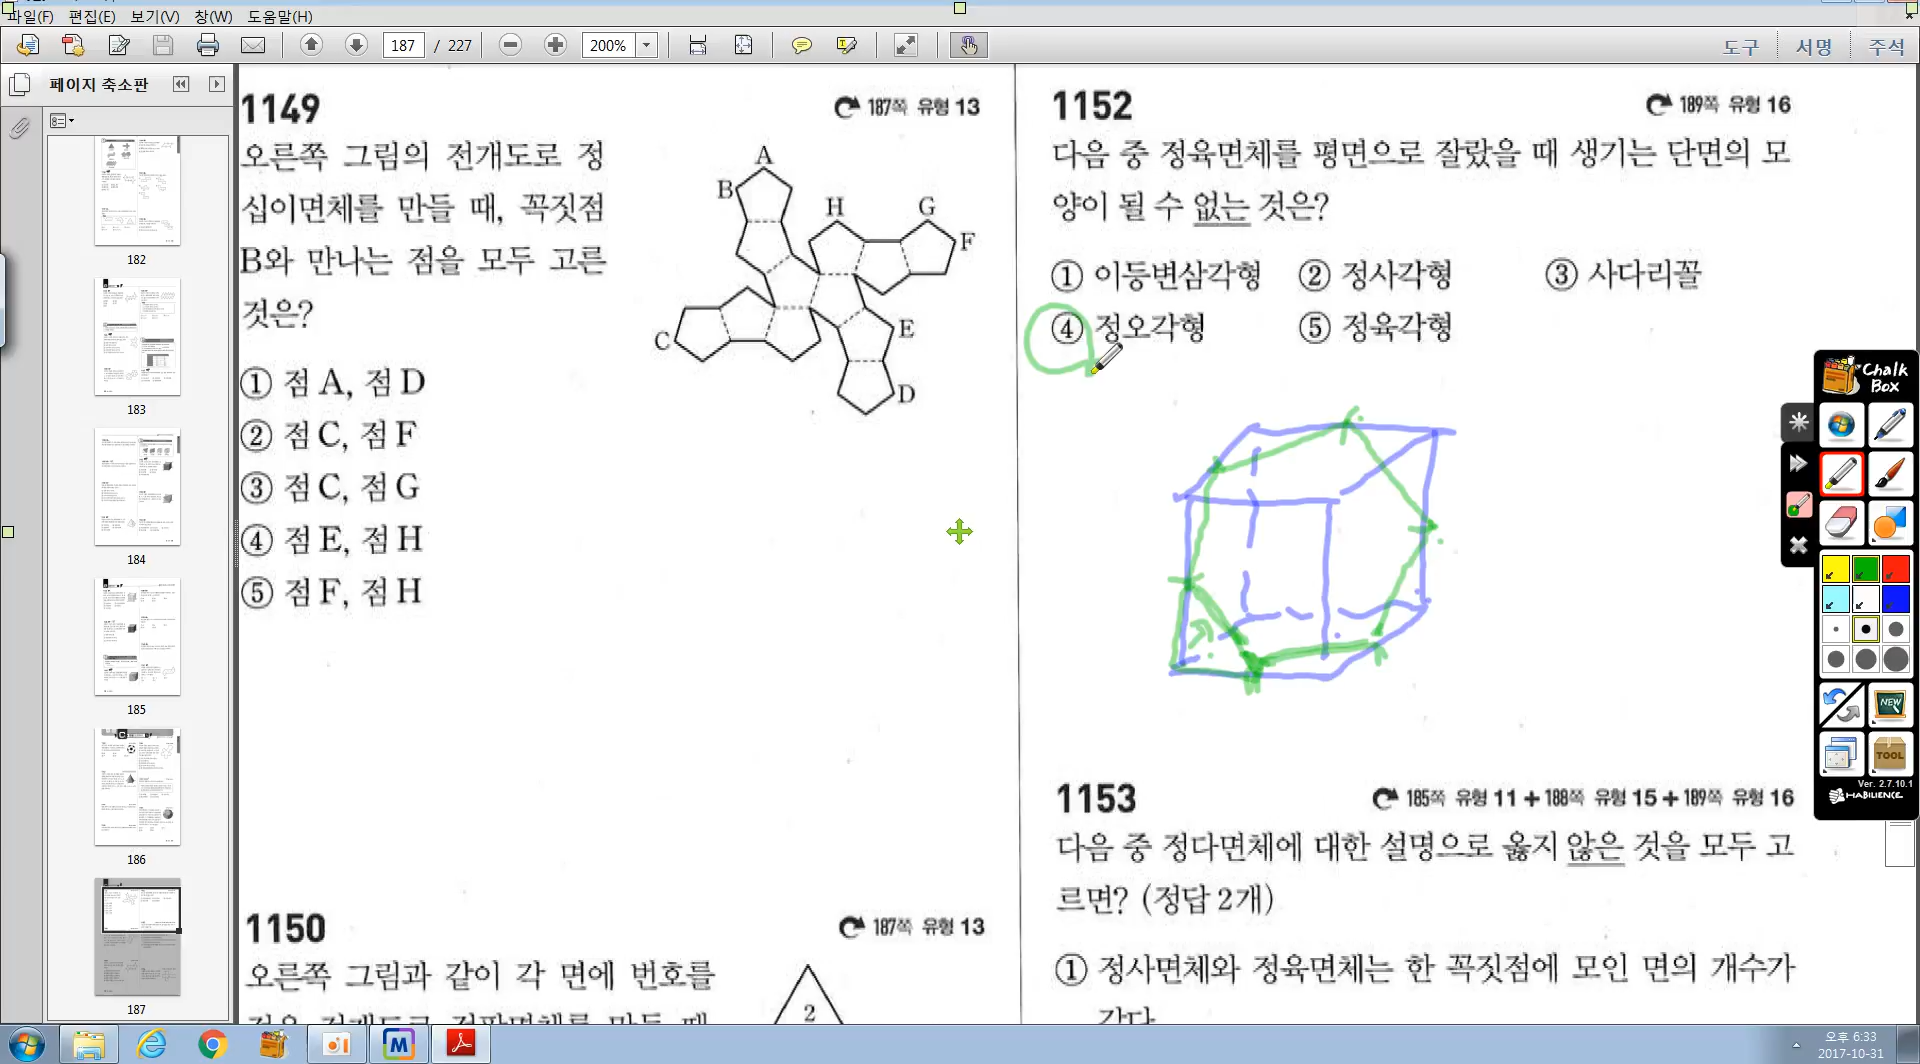 파일(F) 편집(E) 보기(V) 창(W) 도움말(H)
187 / 227
200%
도구 서명 주석
페이지 축소판
182
183
184
185
186
187
1149
187쪽 유형 13
오른쪽 그림의 전개도로 정
십이면체를 만들 때, 꼭짓점
B와 만나는 점을 모두 고른
것은?
① 점 A, 점 D
② 점 C, 점 F
③ 점 C, 점 G
④ 점 E, 점 H
⑤ 점 F, 점 H
A
B
H
G
F
C
E
D
1150
187쪽 유형 13
오른쪽 그림과 같이 각 면에 번호를
2
1152
189쪽 유형 16
다음 중 정육면체를 평면으로 잘랐을 때 생기는 단면의 모
양이 될 수 없는 것은?
① 이등변삼각형 ② 정사각형 ③ 사다리꼴
④ 정오각형 ⑤ 정육각형
1153
185쪽 유형 11 + 188쪽 유형 15 + 189쪽 유형 16
다음 중 정다면체에 대한 설명으로 옳지 않은 것을 모두 고
르면? (정답 2개)
① 정사면체와 정육면체는 한 꼭짓점에 모인 면의 개수가
같다.
Chalk
Box
NEW
TOOL
Ver. 2.7.10.1
HABILIENCE
오후 6:33
2017-10-31